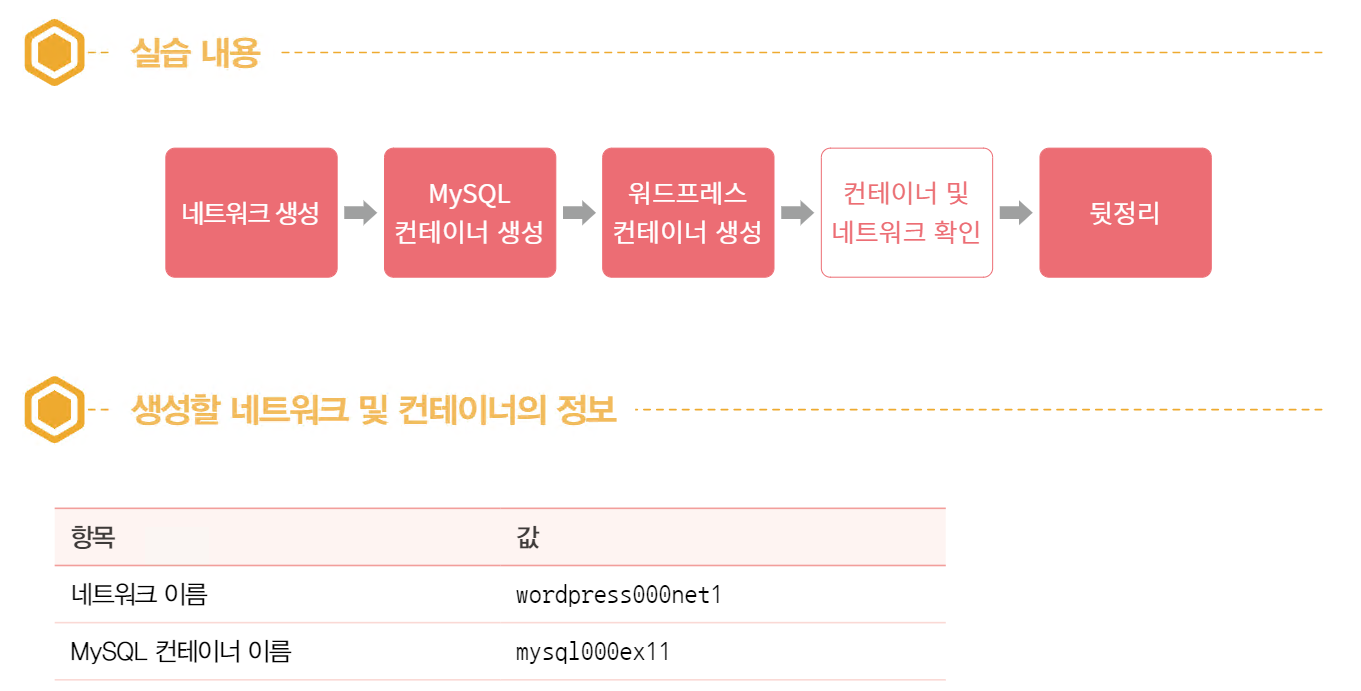 실습 내용
네트워크 생성
MySQL
컨테이너 생성
워드프레스
컨테이너 생성
컨테이너 및
네트워크 확인
뒷정리
생성할 네트워크 및 컨테이너의 정보
항목 값
네트워크 이름 wordpress000net1
MySQL 컨테이너 이름 mysql000ex11